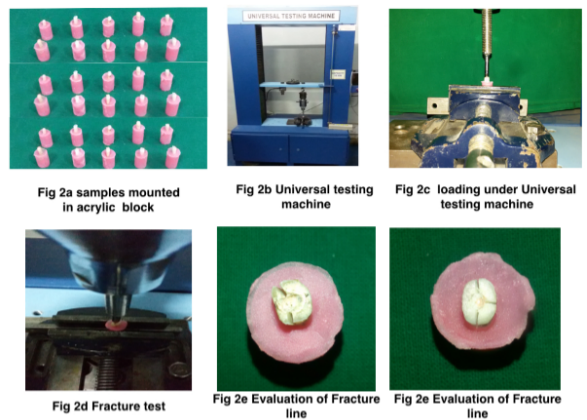 UNIVERSAL TESTING MACHINE
Fig 2a samples mounted
in acrylic block
Fig 2b Universal testing
machine
Fig 2c loading under Universal
testing machine
Fig 2d Fracture test
Fig 2e Evaluation of Fracture
line
Fig 2e Evaluation of Fracture
line